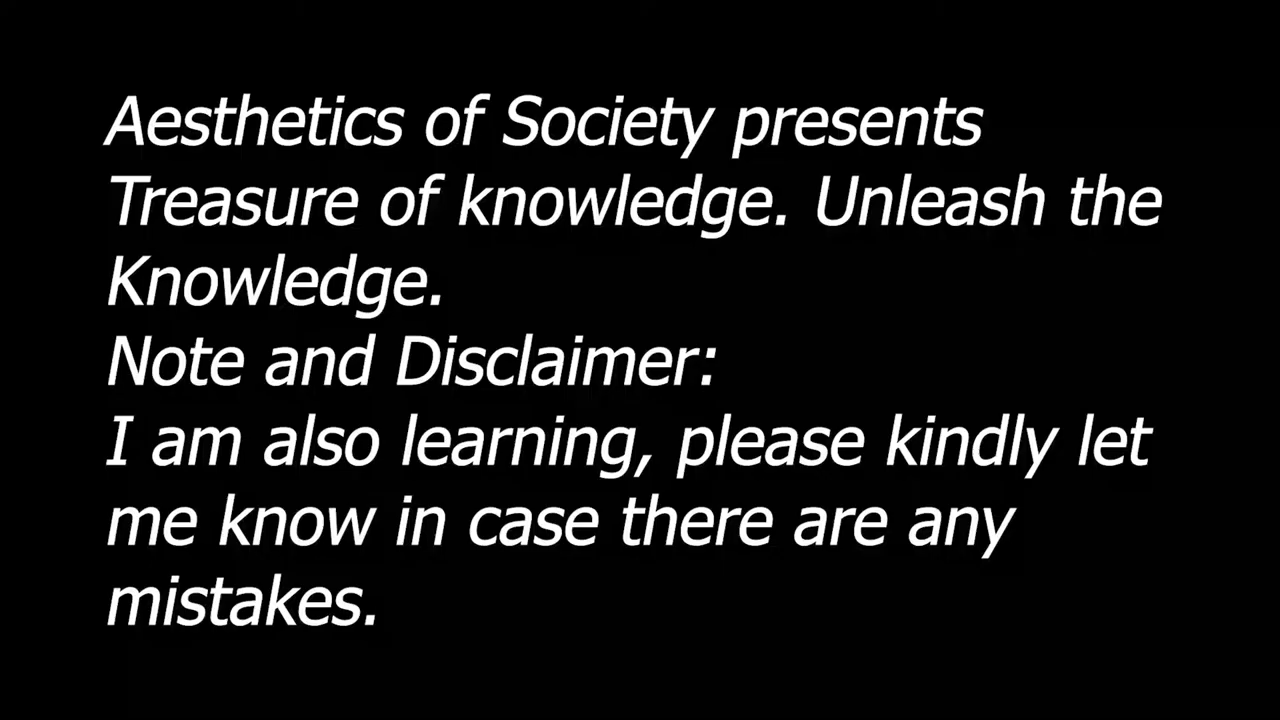 Aesthetics of Society presents
Treasure of knowledge. Unleash the
Knowledge.
Note and Disclaimer:
I am also learning, please kindly let
me know in case there are any
mistakes.